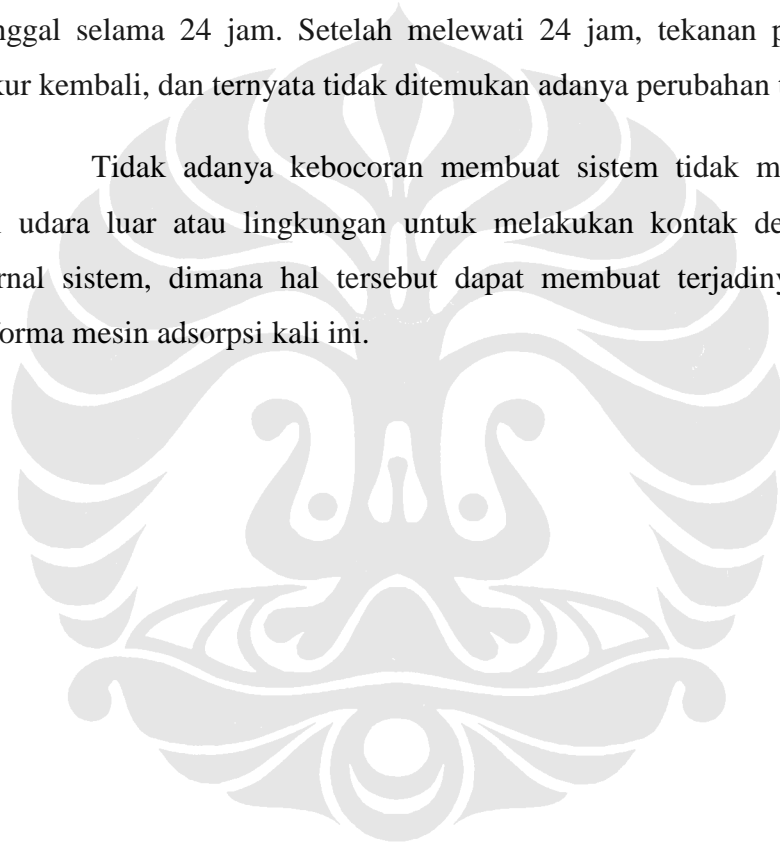 nggal selama 24 jam. Setelah melewati 24 jam, tekanan p
kur kembali, dan ternyata tidak ditemukan adanya perubahan t
Tidak adanya kebocoran membuat sistem tidak m
udara luar atau lingkungan untuk melakukan kontak de
rnal sistem, dimana hal tersebut dapat membuat terjadiny
forma mesin adsorpsi kali ini.